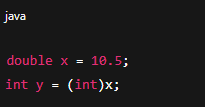 java
double x = 10.5;
int y = (int)x;